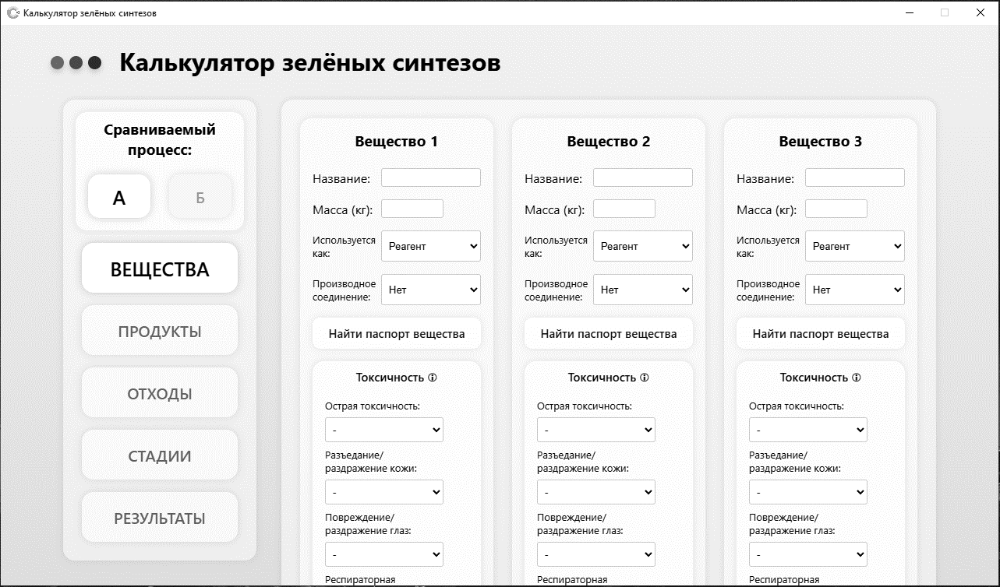 Калькулятор зелёных синтезов
Калькулятор зелёных синтезов
Сравниваемый
процесс:
А
Б
ВЕЩЕСТВА
ПРОДУКТЫ
ОТХОДЫ
СТАДИИ
РЕЗУЛЬТАТЫ
Вещество 1
Название:
Масса (кг):
Используется
как:
Реагент
Производное
соединение:
Нет
Найти паспорт вещества
Токсичность
Острая токсичность:
-
Разъедание/
раздражение кожи:
-
Повреждение/
раздражение глаз:
-
Респираторная
Вещество 2
Название:
Масса (кг):
Используется
как:
Реагент
Производное
соединение:
Нет
Найти паспорт вещества
Токсичность
Острая токсичность:
-
Разъедание/
раздражение кожи:
-
Повреждение/
раздражение глаз:
-
Респираторная
Вещество 3
Название:
Масса (кг):
Используется
как:
Реагент
Производное
соединение:
Нет
Найти паспорт вещества
Токсичность
Острая токсичность:
-
Разъедание/
раздражение кожи:
-
Повреждение/
раздражение глаз:
-
Респираторная